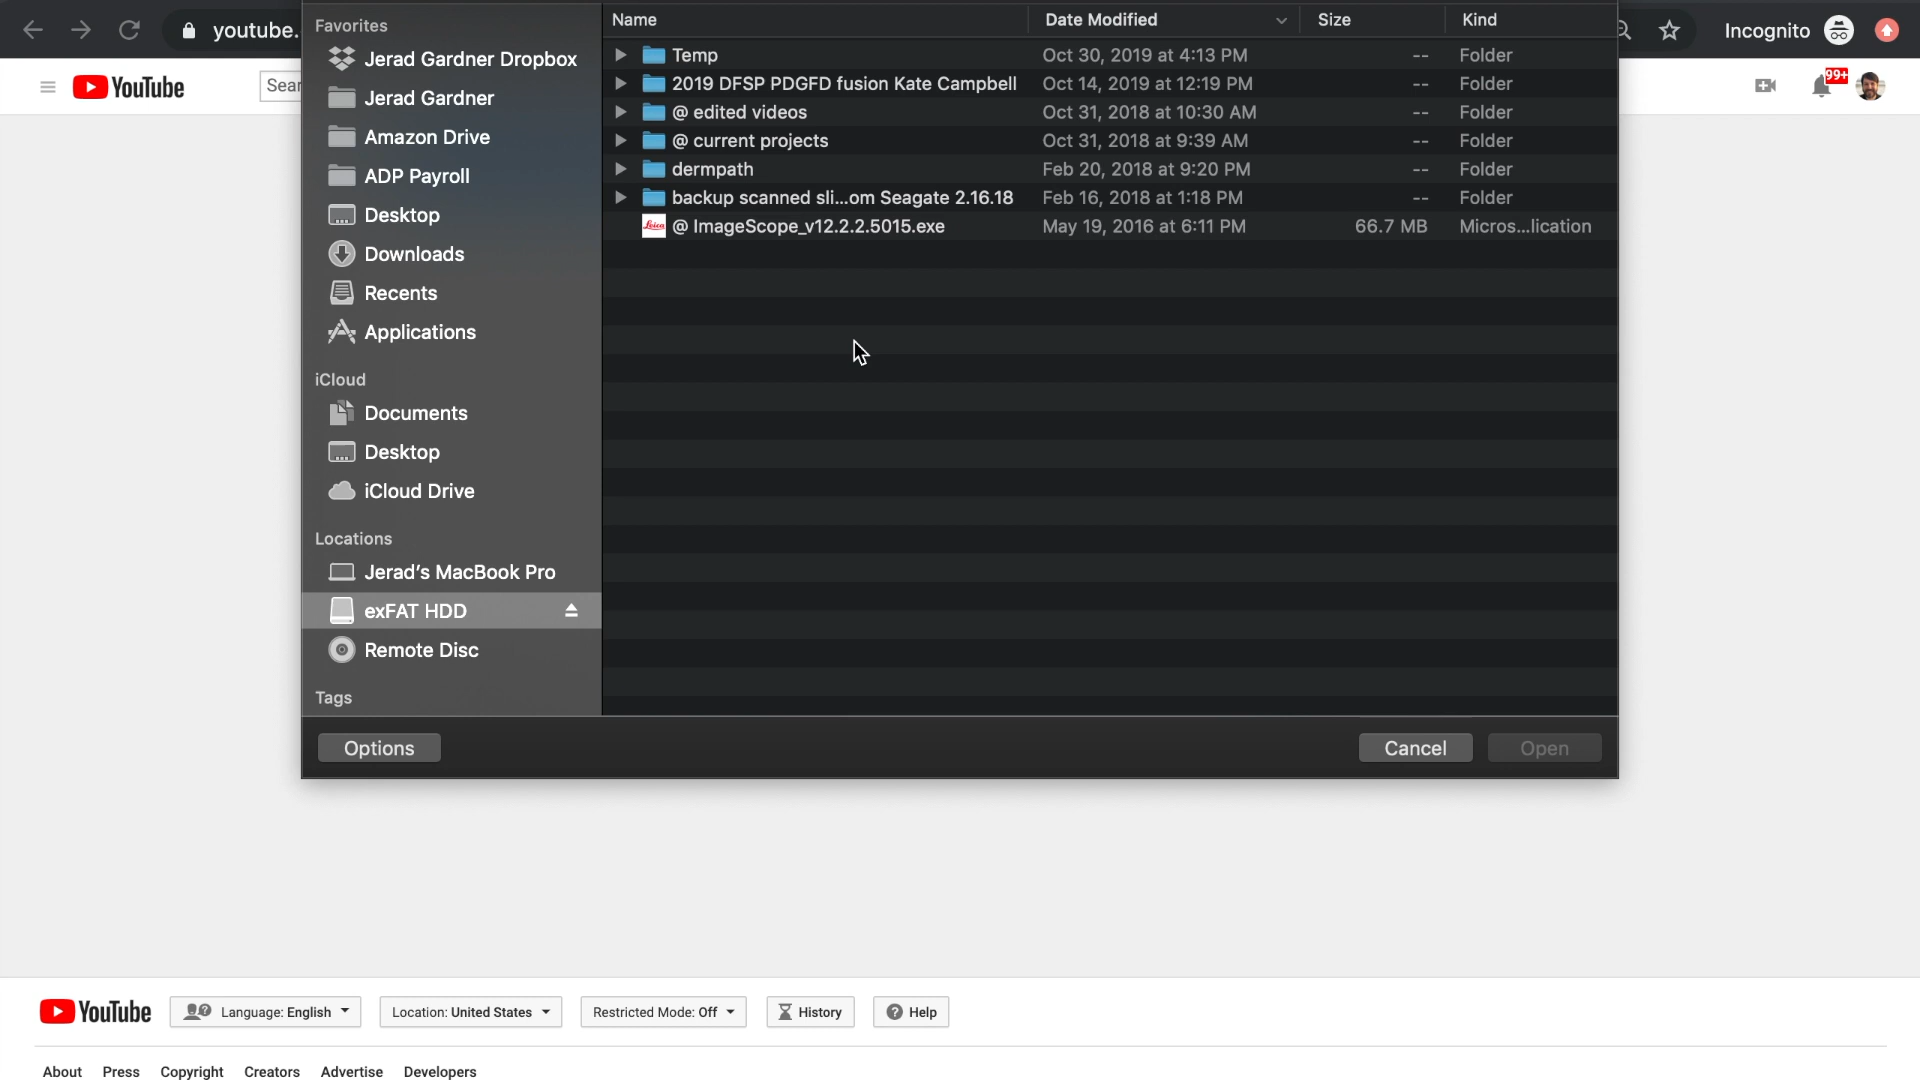 youtube.
Incognito
YouTube
Sear
99+
Favorites
Jerad Gardner Dropbox
Jerad Gardner
Amazon Drive
ADP Payroll
Desktop
Downloads
Recents
Applications
iCloud
Documents
Desktop
iCloud Drive
Locations
Jerad's MacBook Pro
exFAT HDD
Remote Disc
Tags
Name Date Modified Size Kind
Temp Oct 30, 2019 at 4:13 PM -- Folder
2019 DFSP PDGFD fusion Kate Campbell Oct 14, 2019 at 12:19 PM -- Folder
@ edited videos Oct 31, 2018 at 10:30 AM -- Folder
@ current projects Oct 31, 2018 at 9:39 AM -- Folder
dermpath Feb 20, 2018 at 9:20 PM -- Folder
backup scanned sli...om Seagate 2.16.18 Feb 16, 2018 at 1:18 PM -- Folder
Leica @ ImageScope_v12.2.2.5015.exe May 19, 2016 at 6:11 PM 66.7 MB Micros...lication
Options Cancel Open
YouTube Language: English Location: United States Restricted Mode: Off History Help
About Press Copyright Creators Advertise Developers